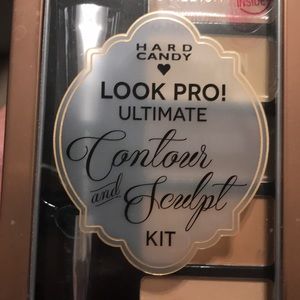 HARD
CANDY
LOOK PRO!
ULTIMATE
Contour
and Sculpt
KIT